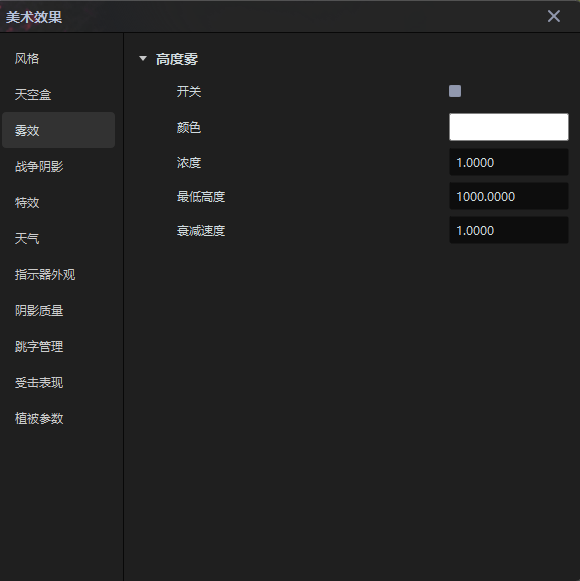 美术效果
风格
天空盒
雾效
战争阴影
特效
天气
指示器外观
阴影质量
跳字管理
受击表现
植被参数
高度雾
开关
颜色
浓度 1.0000
最低高度 1000.0000
衰减速度 1.0000